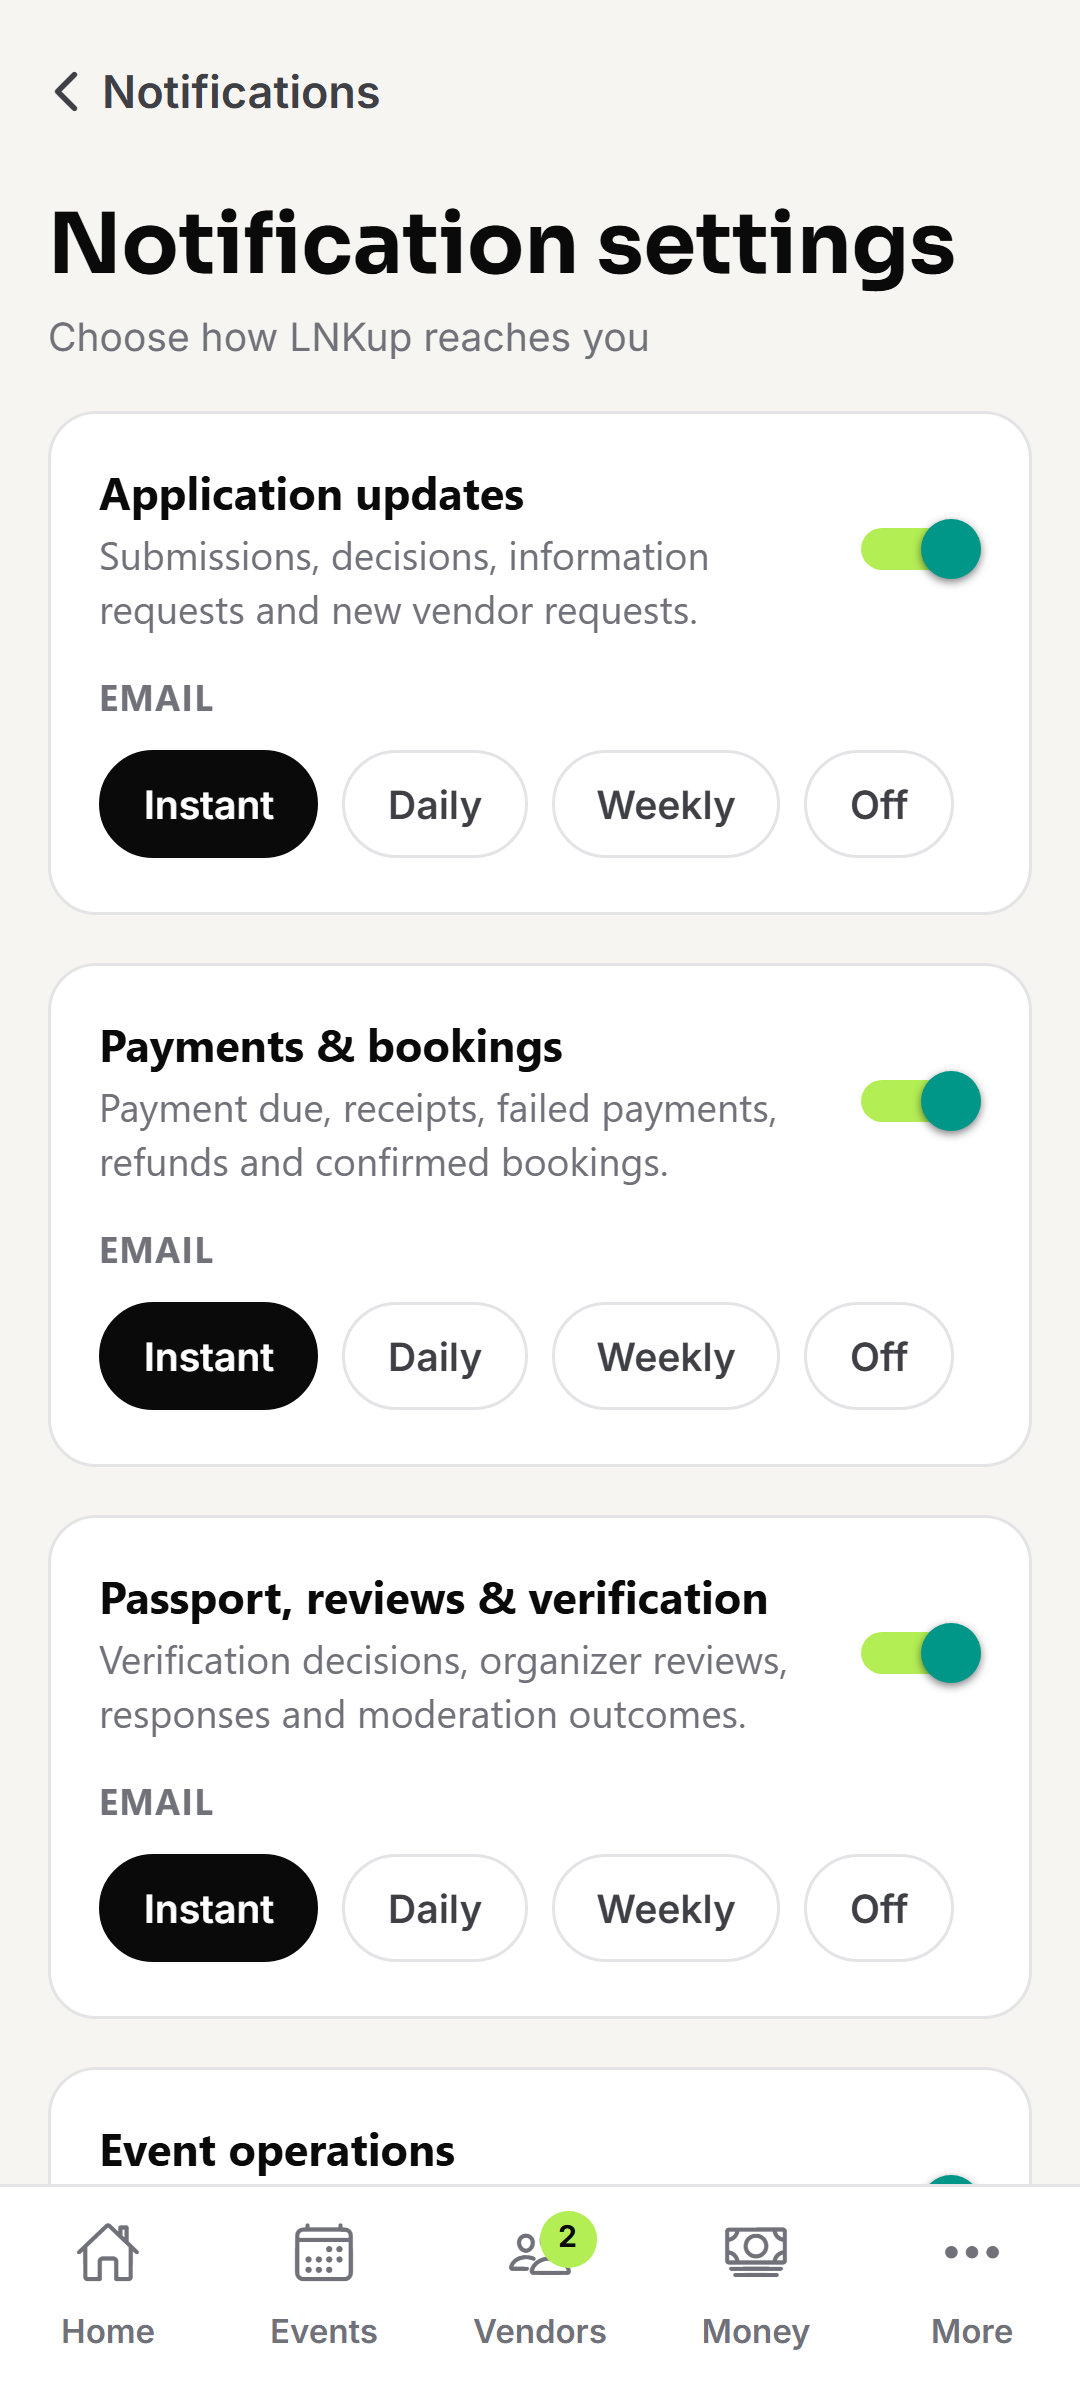 Notifications
Notification settings
Choose how LNKup reaches you
Application updates
Submissions, decisions, information
requests and new vendor requests.
EMAIL
Instant Daily Weekly Off
Payments & bookings
Payment due, receipts, failed payments,
refunds and confirmed bookings.
EMAIL
Instant Daily Weekly Off
Passport, reviews & verification
Verification decisions, organizer reviews,
responses and moderation outcomes.
EMAIL
Instant Daily Weekly Off
Event operations
2
Home Events Vendors Money More